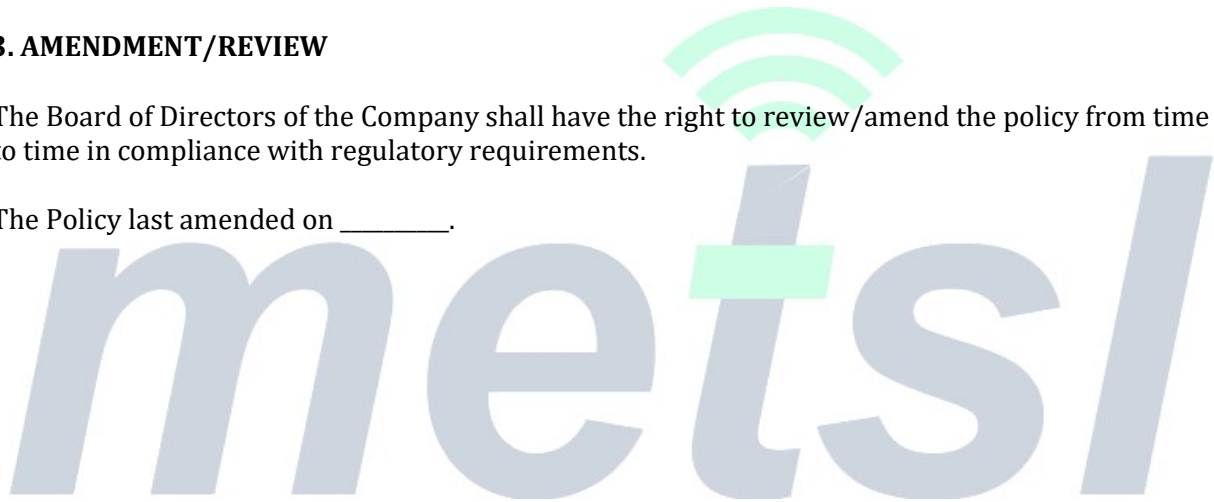 3. AMENDMENT/REVIEW
The Board of Directors of the Company shall have the right to review/amend the policy from time
to time in compliance with regulatory requirements.
The Policy last amended on __________.
metsl